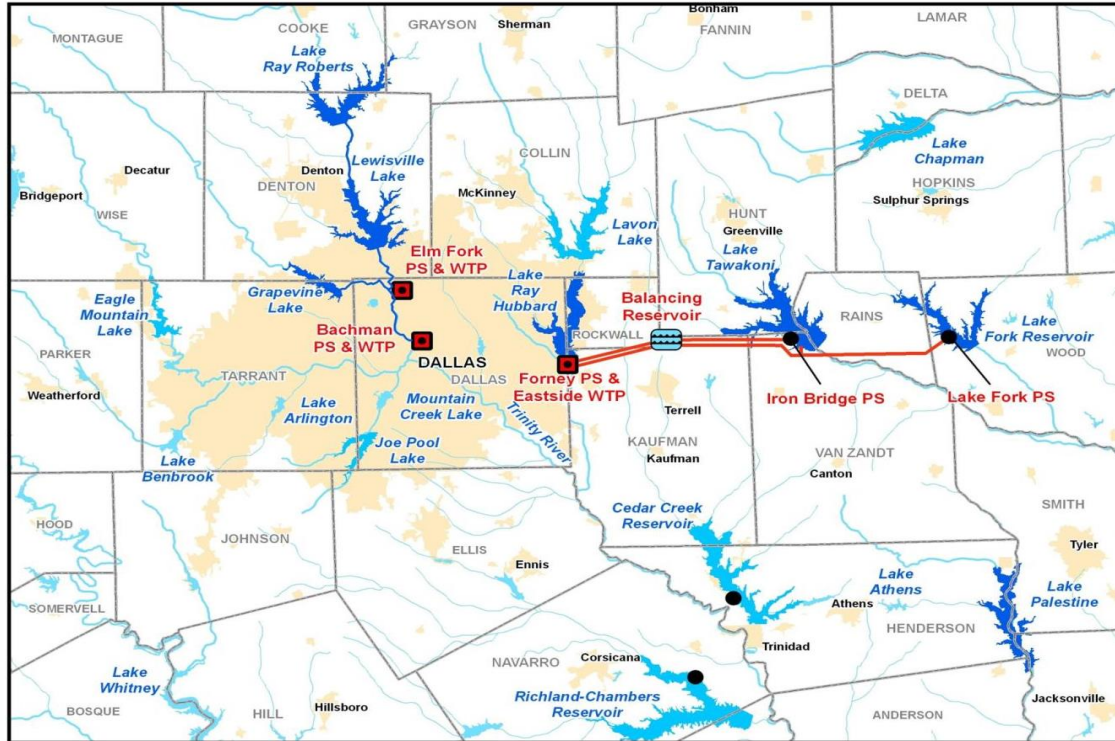 Bonham
LAMAR
COOKE
GRAYSON
Sherman
FANNIN
MONTAGUE
Lake
Ray Roberts
DELTA
Lake
Chapman
COLLIN
Lewisville
Lake
Decatur
Denton
DENTON
McKinney
HOPKINS
Sulphur Springs
Bridgeport
WISE
HUNT
Greenville
Lavon
Lake
Lake
Tawakoni
Elm Fork
PS & WTP
Lake
Ray
Hubbard
Grapevine
Lake
Eagle
Mountain
Lake
Balancing
Reservoir
RAINS
Bachman
PS & WTP
ROCKWALL
Lake
Fork Reservoir
WOOD
PARKER
DALLAS
DALLAS
TARRANT
Forney PS &
Eastside WTP
Weatherford
Mountain
Creek Lake
Trinity River
Iron Bridge PS
Lake Fork PS
Lake
Arlington
Terrell
Joe Pool
Lake
KAUFMAN
Kaufman
VAN ZANDT
Canton
Lake
Benbrook
Cedar Creek
Reservoir
SMITH
HOOD
JOHNSON
Tyler
ELLIS
Ennis
Lake
Athens
SOMERVELL
Athens
Lake
Palestine
HENDERSON
Trinidad
NAVARRO
Corsicana
Lake
Whitney
Richland-Chambers
Reservoir
Jacksonville
BOSQUE
HILL
Hillsboro
ANDERSON